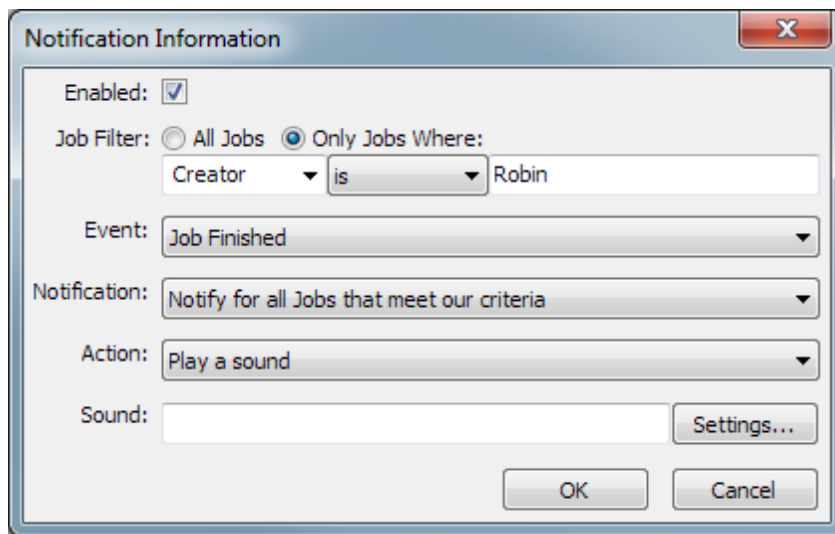 Notification Information
Enabled:
Job Filter: All Jobs Only Jobs Where:
Creator is Robin
Event: Job Finished
Notification: Notify for all Jobs that meet our criteria
Action: Play a sound
Sound: Settings...
OK Cancel